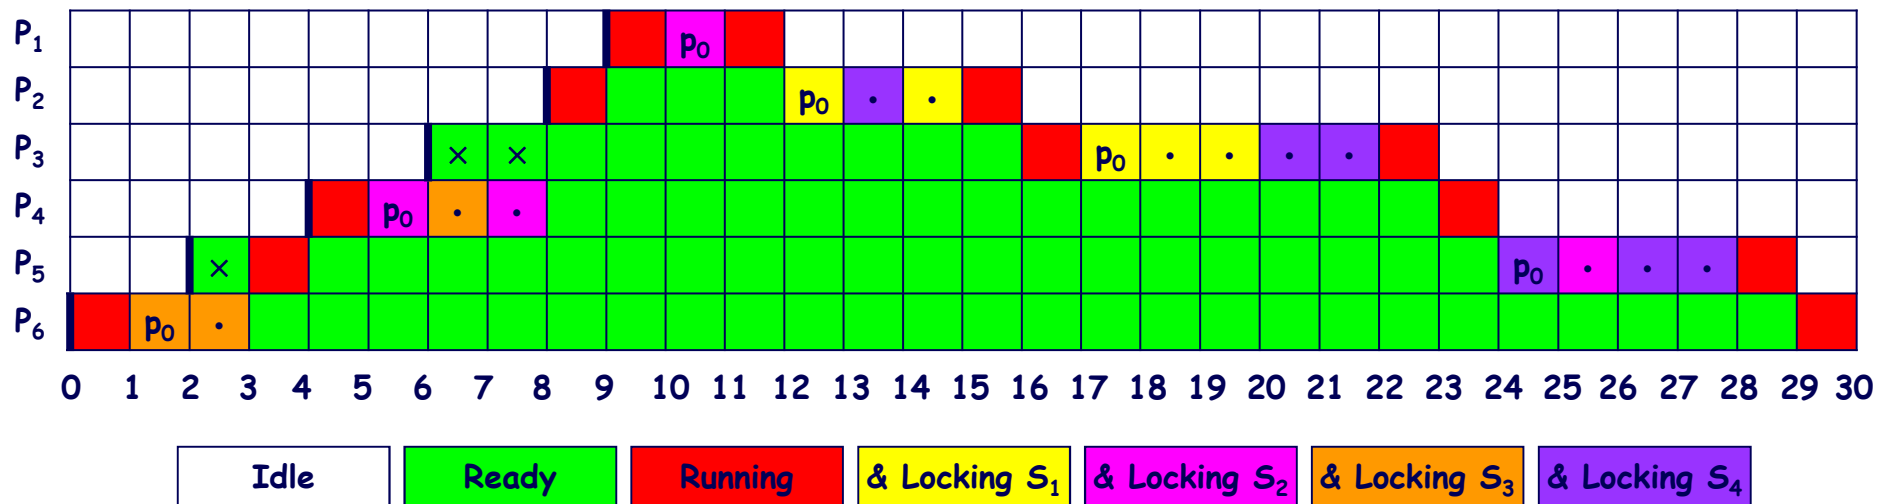 P₁ p₀
P₂ p₀ • •
P₃ × × p₀ • • • •
P₄ p₀ • •
P₅ × p₀ • • •
P₆ p₀ •
0 1 2 3 4 5 6 7 8 9 10 11 12 13 14 15 16 17 18 19 20 21 22 23 24 25 26 27 28 29 30
Idle Ready Running & Locking S₁ & Locking S₂ & Locking S₃ & Locking S₄